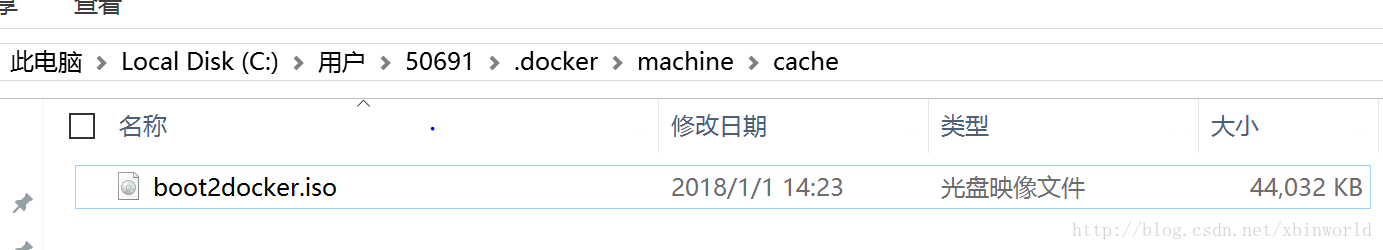 享 查看
此电脑 > Local Disk (C:) > 用户 > 50691 > .docker > machine > cache
名称 修改日期 类型 大小
boot2docker.iso 2018/1/1 14:23 光盘映像文件 44,032 KB
http://blog.csdn.net/xbinworld